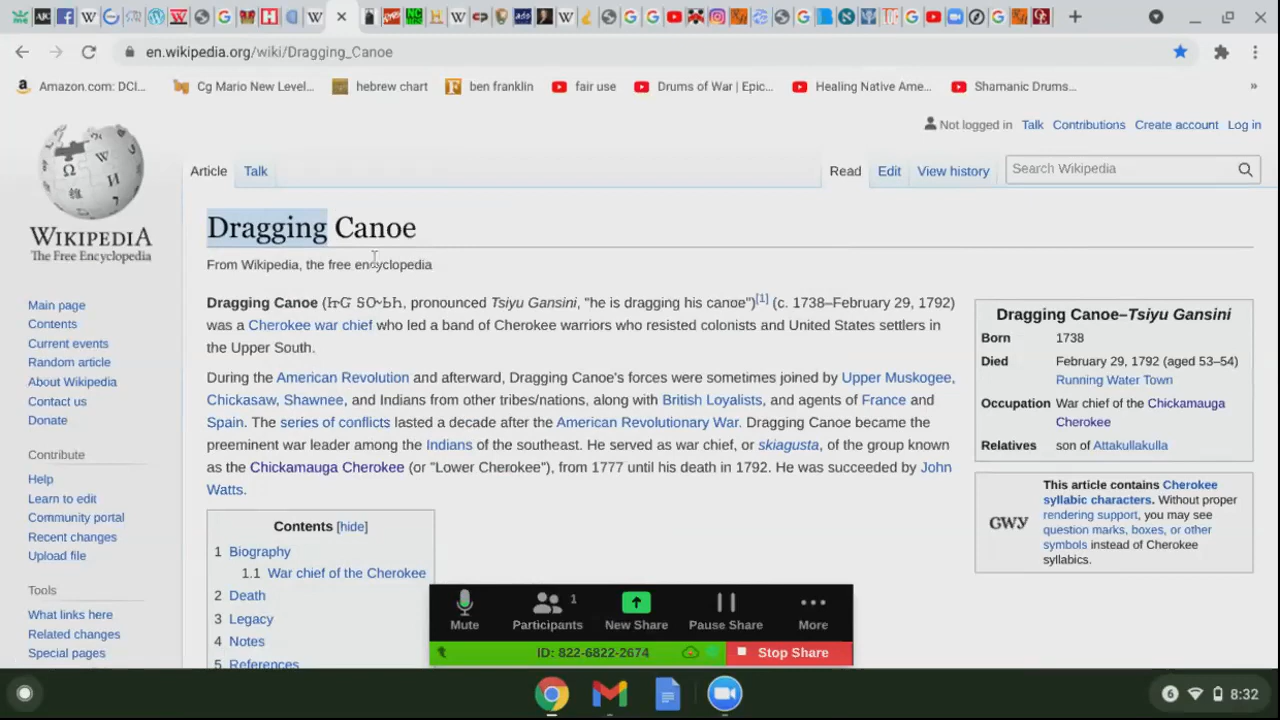 en.wikipedia.org/wiki/Dragging_Canoe
Amazon.com: DCI...
Cg Mario New Level...
hebrew chart
ben franklin
fair use
Drums of War | Epic...
Healing Native Ame...
Shamanic Drums...
»
Not logged in Talk Contributions Create account Log in
Article Talk
Read Edit View history
Search Wikipedia
WIKIPEDIA
The Free Encyclopedia
Main page
Contents
Current events
Random article
About Wikipedia
Contact us
Donate
Contribute
Help
Learn to edit
Community portal
Recent changes
Upload file
Tools
What links here
Related changes
Special pages
Dragging Canoe
From Wikipedia, the free encyclopedia
Dragging Canoe (ᏥᏳ ᎦᏅᏏᏂ, pronounced Tsiyu Gansini, "he is dragging his canoe")[1] (c. 1738–February 29, 1792)
was a Cherokee war chief who led a band of Cherokee warriors who resisted colonists and United States settlers in
the Upper South.
During the American Revolution and afterward, Dragging Canoe's forces were sometimes joined by Upper Muskogee,
Chickasaw, Shawnee, and Indians from other tribes/nations, along with British Loyalists, and agents of France and
Spain. The series of conflicts lasted a decade after the American Revolutionary War. Dragging Canoe became the
preeminent war leader among the Indians of the southeast. He served as war chief, or skiagusta, of the group known
as the Chickamauga Cherokee (or "Lower Cherokee"), from 1777 until his death in 1792. He was succeeded by John
Watts.
Contents [hide]
1 Biography
1.1 War chief of the Cherokee
2 Death
3 Legacy
4 Notes
5 References
Dragging Canoe–Tsiyu Gansini
Born 1738
Died February 29, 1792 (aged 53–54)
Running Water Town
Occupation War chief of the Chickamauga
Cherokee
Relatives son of Attakullakulla
ᏣᎳᎩ
This article contains Cherokee
syllabic characters. Without proper
rendering support, you may see
question marks, boxes, or other
symbols instead of Cherokee
syllabics.
1
Mute Participants New Share Pause Share More
ID: 822-6822-2674
Stop Share
6 8:32